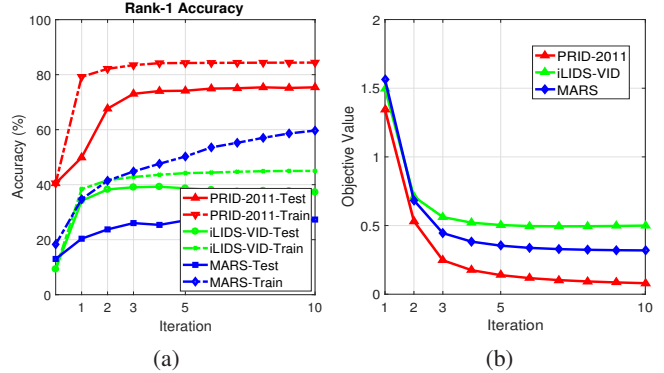 Rank-1 Accuracy
100
80
60
40
20
0
Accuracy (%)
PRID-2011-Test
PRID-2011-Train
iLIDS-VID-Test
iLIDS-VID-Train
MARS-Test
MARS-Train
1 2 3 5 10
Iteration
(a)
2
1.5
1
0.5
0
Objective Value
PRID-2011
iLIDS-VID
MARS
1 2 3 5 10
Iteration
(b)